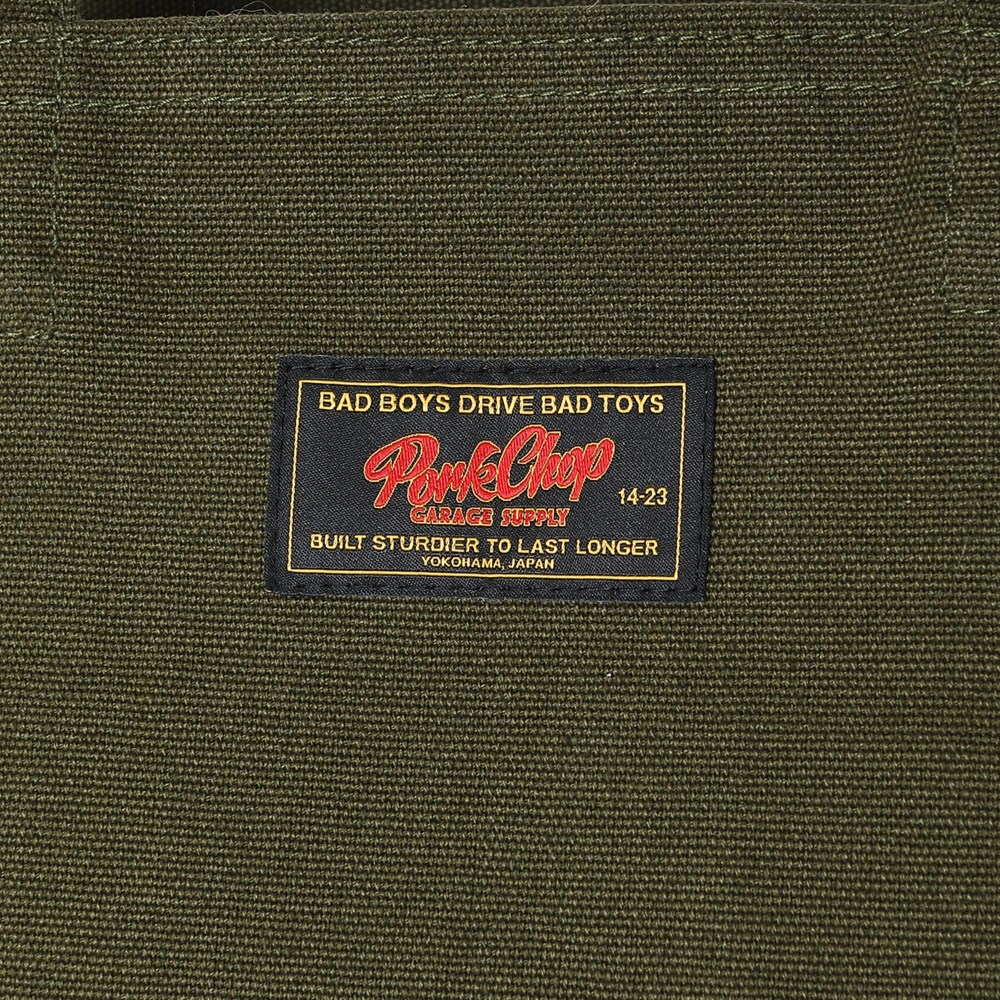 BAD BOYS DRIVE BAD TOYS
PorkChop
GARAGE SUPPLY
14-23
BUILT STURDIER TO LAST LONGER
YOKOHAMA, JAPAN